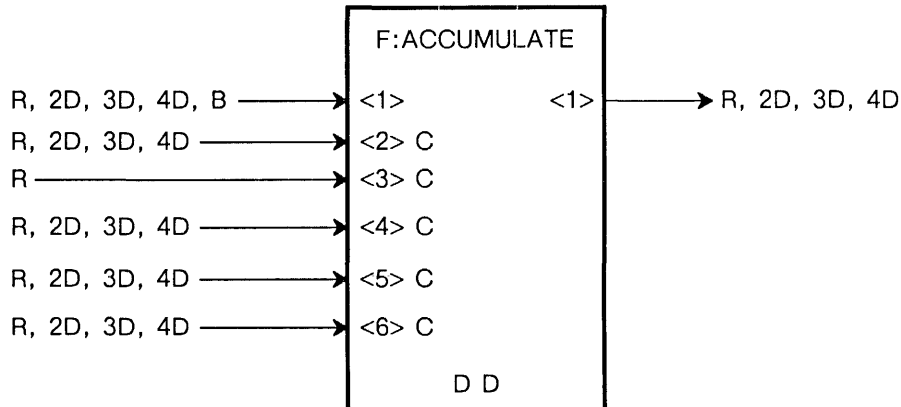 F:ACCUMULATE
R, 2D, 3D, 4D, B <1> <1> R, 2D, 3D, 4D
R, 2D, 3D, 4D <2> C
R <3> C
R, 2D, 3D, 4D <4> C
R, 2D, 3D, 4D <5> C
R, 2D, 3D, 4D <6> C
D D